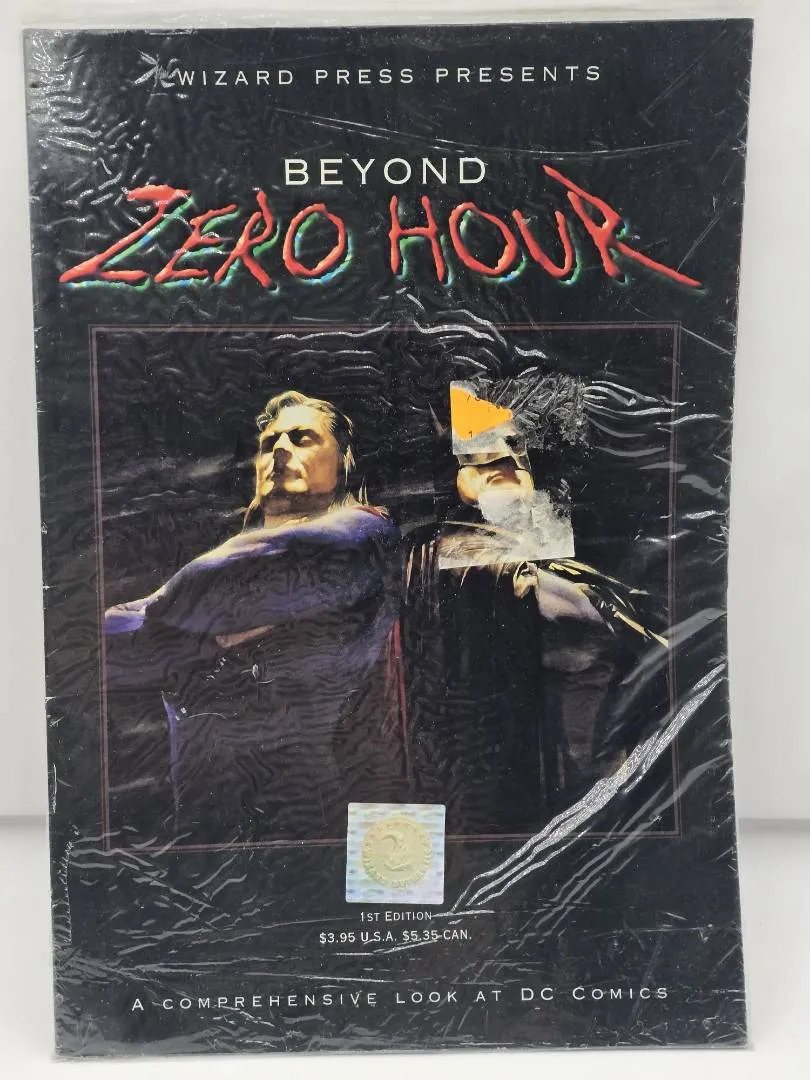 WIZARD PRESS PRESENTS
BEYOND
ZERO HOUR
1ST EDITION
$3.95 U.S.A. $5.35 CAN.
A COMPREHENSIVE LOOK AT DC COMICS